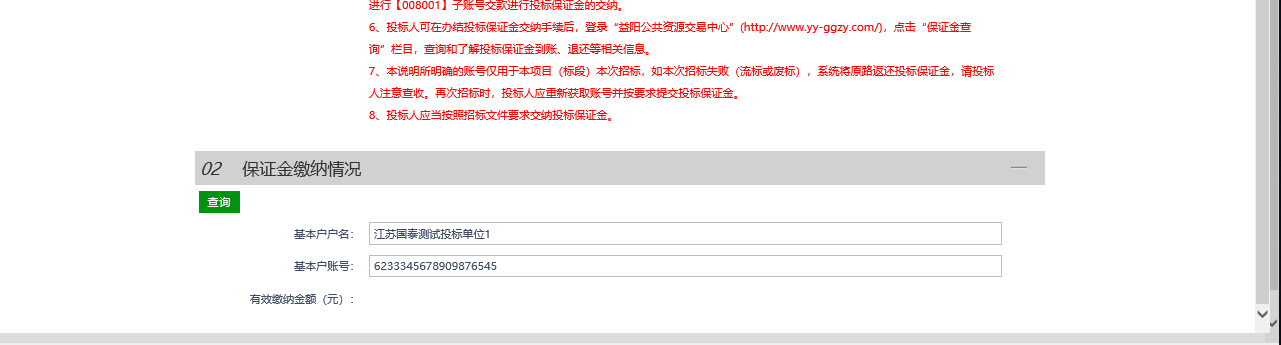 进行【008001】子账号交款进行投标保证金的交纳。
6、投标人可在办结投标保证金交纳手续后，登录“益阳公共资源交易中心”(http://www.yy-ggzy.com/)，点击“保证金查
询”栏目，查询和了解投标保证金到账、退还等相关信息。
7、本说明所明确的账号仅用于本项目（标段）本次招标，如本次招标失败（流标或废标），系统将原路返还投标保证金，请投标
人注意查收。再次招标时，投标人应重新获取账号并按要求提交投标保证金。
8、投标人应当按照招标文件要求交纳投标保证金。
02 保证金缴纳情况
查询
基本户户名： 江苏国泰测试投标单位1
基本户账号： 6233345678909876545
有效缴纳金额（元）：